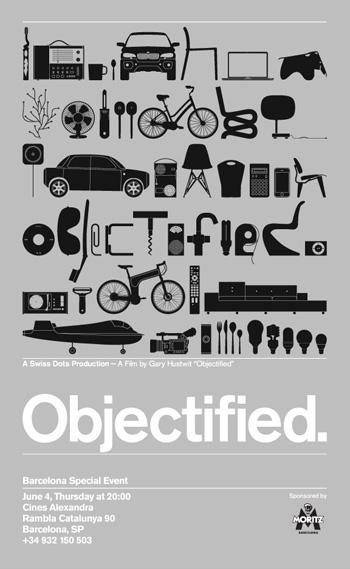 A Swiss Dots Production — A Film by Gary Hustwit "Objectified"
Objectified.
Barcelona Special Event
June 4, Thursday at 20:00
Cines Alexandra
Rambla Catalunya 90
Barcelona, SP
+34 932 150 503
Sponsored by
MORITZ
BARCELONA